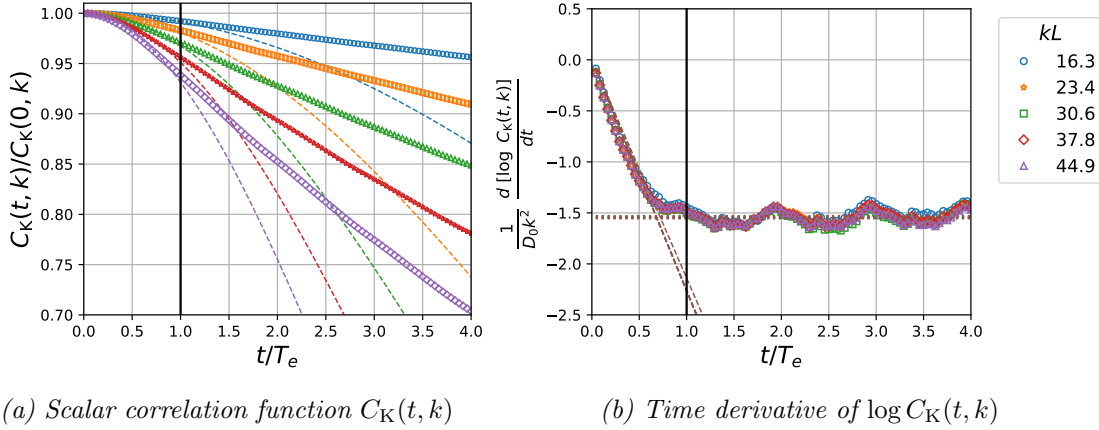 1.00
0.95
0.90
0.85
0.80
0.75
0.70
C_K(t, k)/C_K(0, k)
0.0 0.5 1.0 1.5 2.0 2.5 3.0 3.5 4.0
t/T_e
(a) Scalar correlation function C_K(t, k)
0.5
0.0
−0.5
−1.0
−1.5
−2.0
−2.5
1/(D_0k^2) d [log C_K(t, k)]/dt
0.0 0.5 1.0 1.5 2.0 2.5 3.0 3.5 4.0
t/T_e
(b) Time derivative of log C_K(t, k)
kL
16.3
23.4
30.6
37.8
44.9